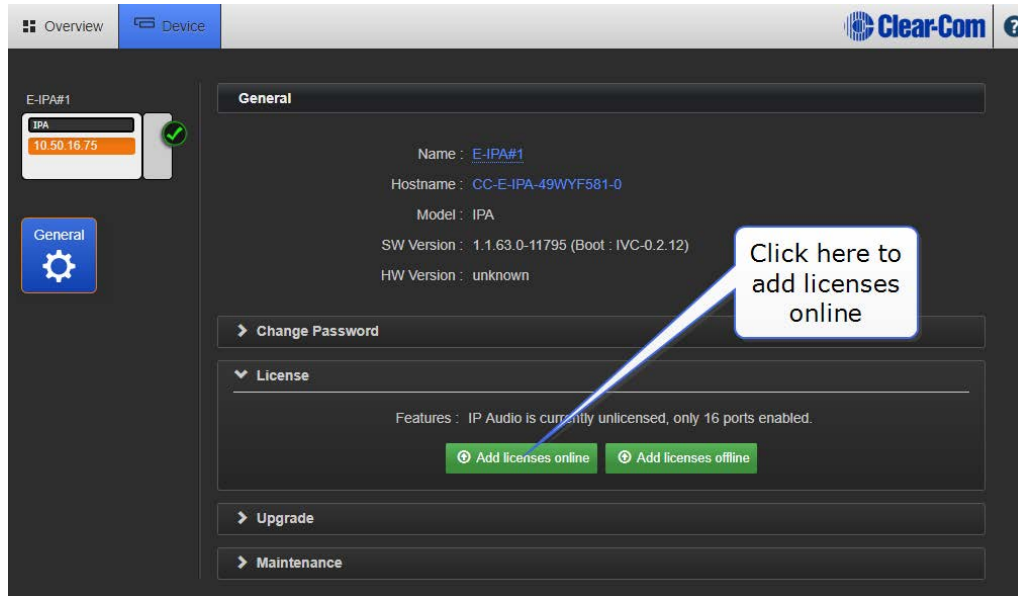 Overview
Device
Clear-Com
?
E-IPA#1
IPA
10.50.16.75
General
General
Name : E-IPA#1
Hostname : CC-E-IPA-49WYF581-0
Model : IPA
SW Version : 1.1.63.0-11795 (Boot : IVC-0.2.12)
HW Version : unknown
Click here to
add licenses
online
Change Password
License
Features : IP Audio is currently unlicensed, only 16 ports enabled.
Add licenses online
Add licenses offline
Upgrade
Maintenance